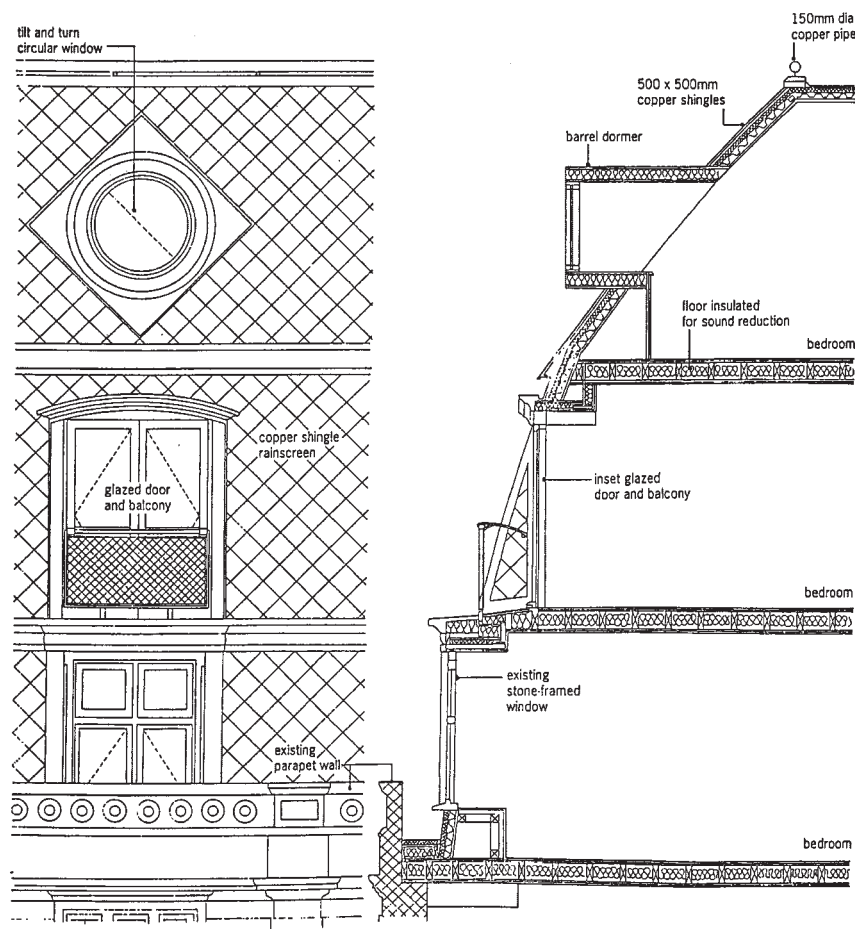 tilt and turn
circular window
150mm dia
copper pipe
500 x 500mm
copper shingles
barrel dormer
floor insulated
for sound reduction
bedroom
copper shingle
rainscreen
glazed door
and balcony
inset glazed
door and balcony
bedroom
existing
stone-framed
window
existing
parapet wall
bedroom